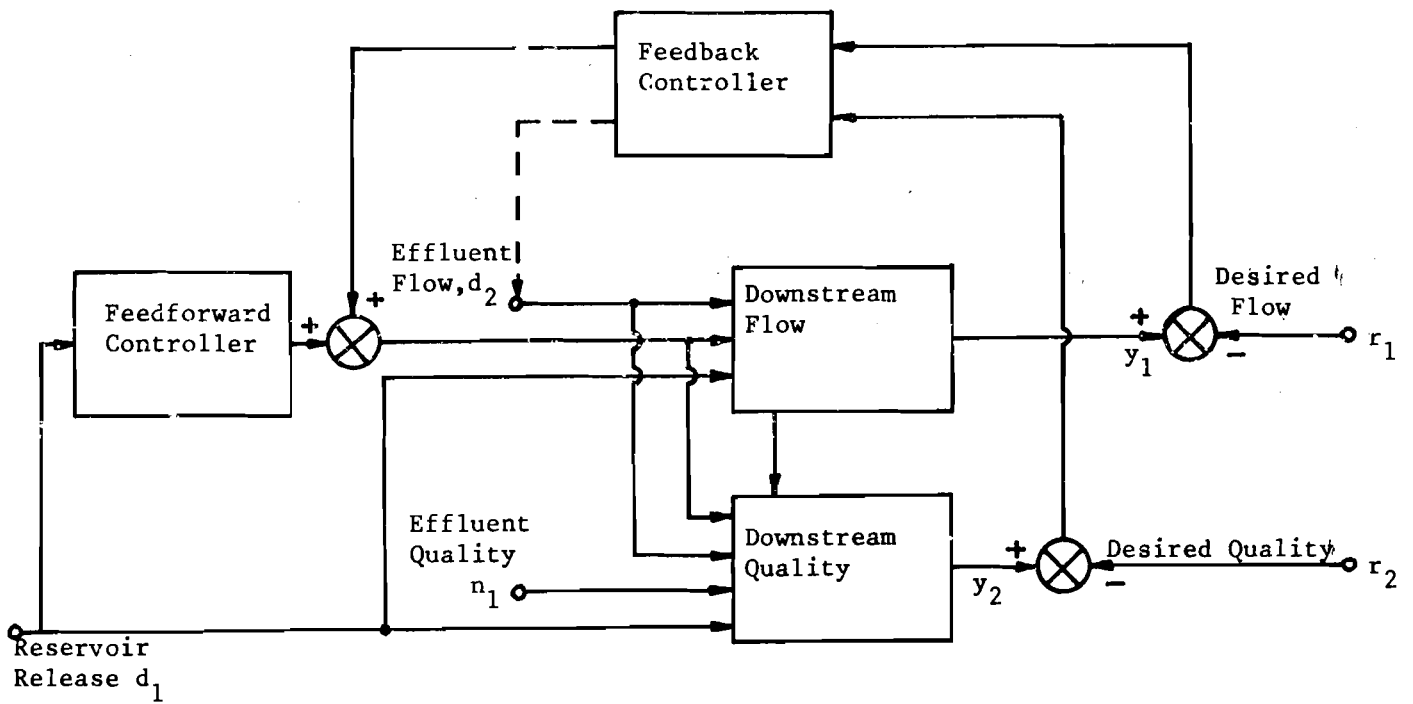 Feedback
Controller
Effluent
Flow, d2
Feedforward
Controller
+
+
Downstream
Flow
Desired
Flow
+
y1
−
r1
Effluent
Quality
n1
Downstream
Quality
+
y2
Desired Quality
−
r2
Reservoir
Release d1